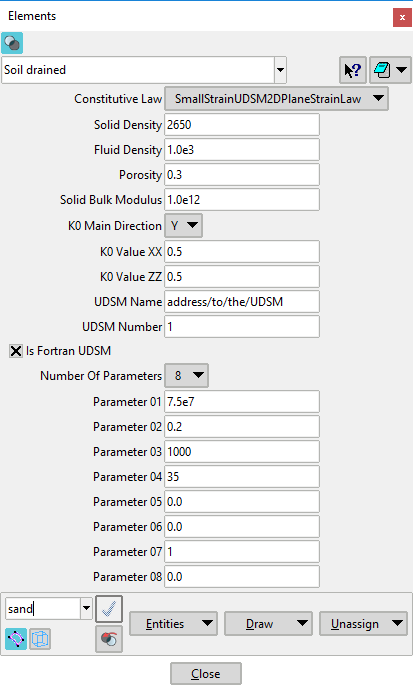 Elements
Soil drained
Constitutive Law SmallStrainUDSM2DPlaneStrainLaw
Solid Density 2650
Fluid Density 1.0e3
Porosity 0.3
Solid Bulk Modulus 1.0e12
K0 Main Direction Y
K0 Value XX 0.5
K0 Value ZZ 0.5
UDSM Name address/to/the/UDSM
UDSM Number 1
Is Fortran UDSM
Number Of Parameters 8
Parameter 01 7.5e7
Parameter 02 0.2
Parameter 03 1000
Parameter 04 35
Parameter 05 0.0
Parameter 06 0.0
Parameter 07 1
Parameter 08 0.0
sand
Entities Draw Unassign
Close